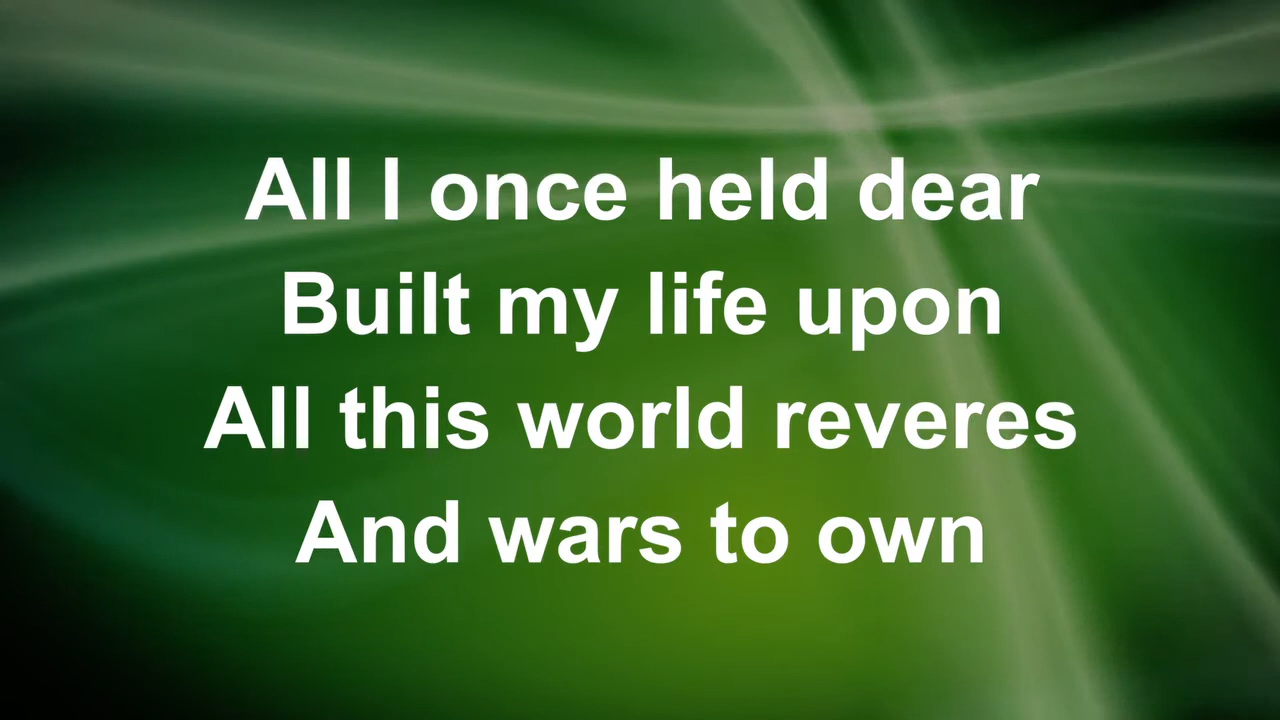 All I once held dear
Built my life upon
All this world reveres
And wars to own